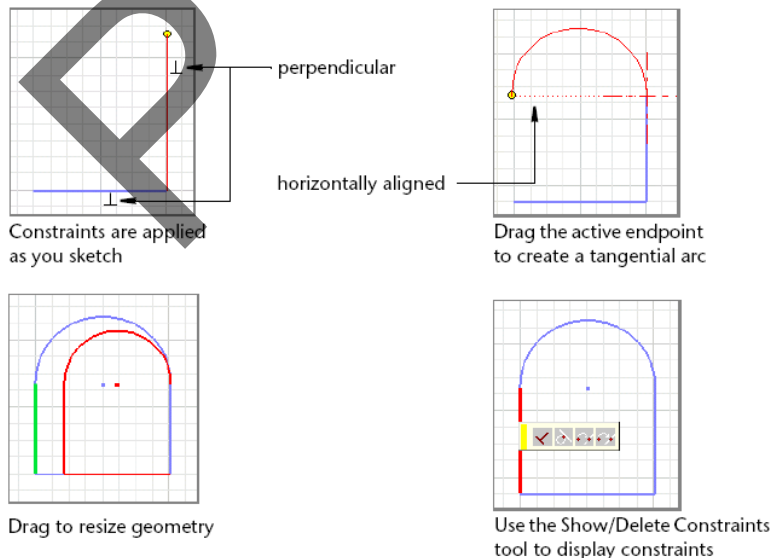 perpendicular
horizontally aligned
Constraints are applied
as you sketch
Drag the active endpoint
to create a tangential arc
Drag to resize geometry
Use the Show/Delete Constraints
tool to display constraints